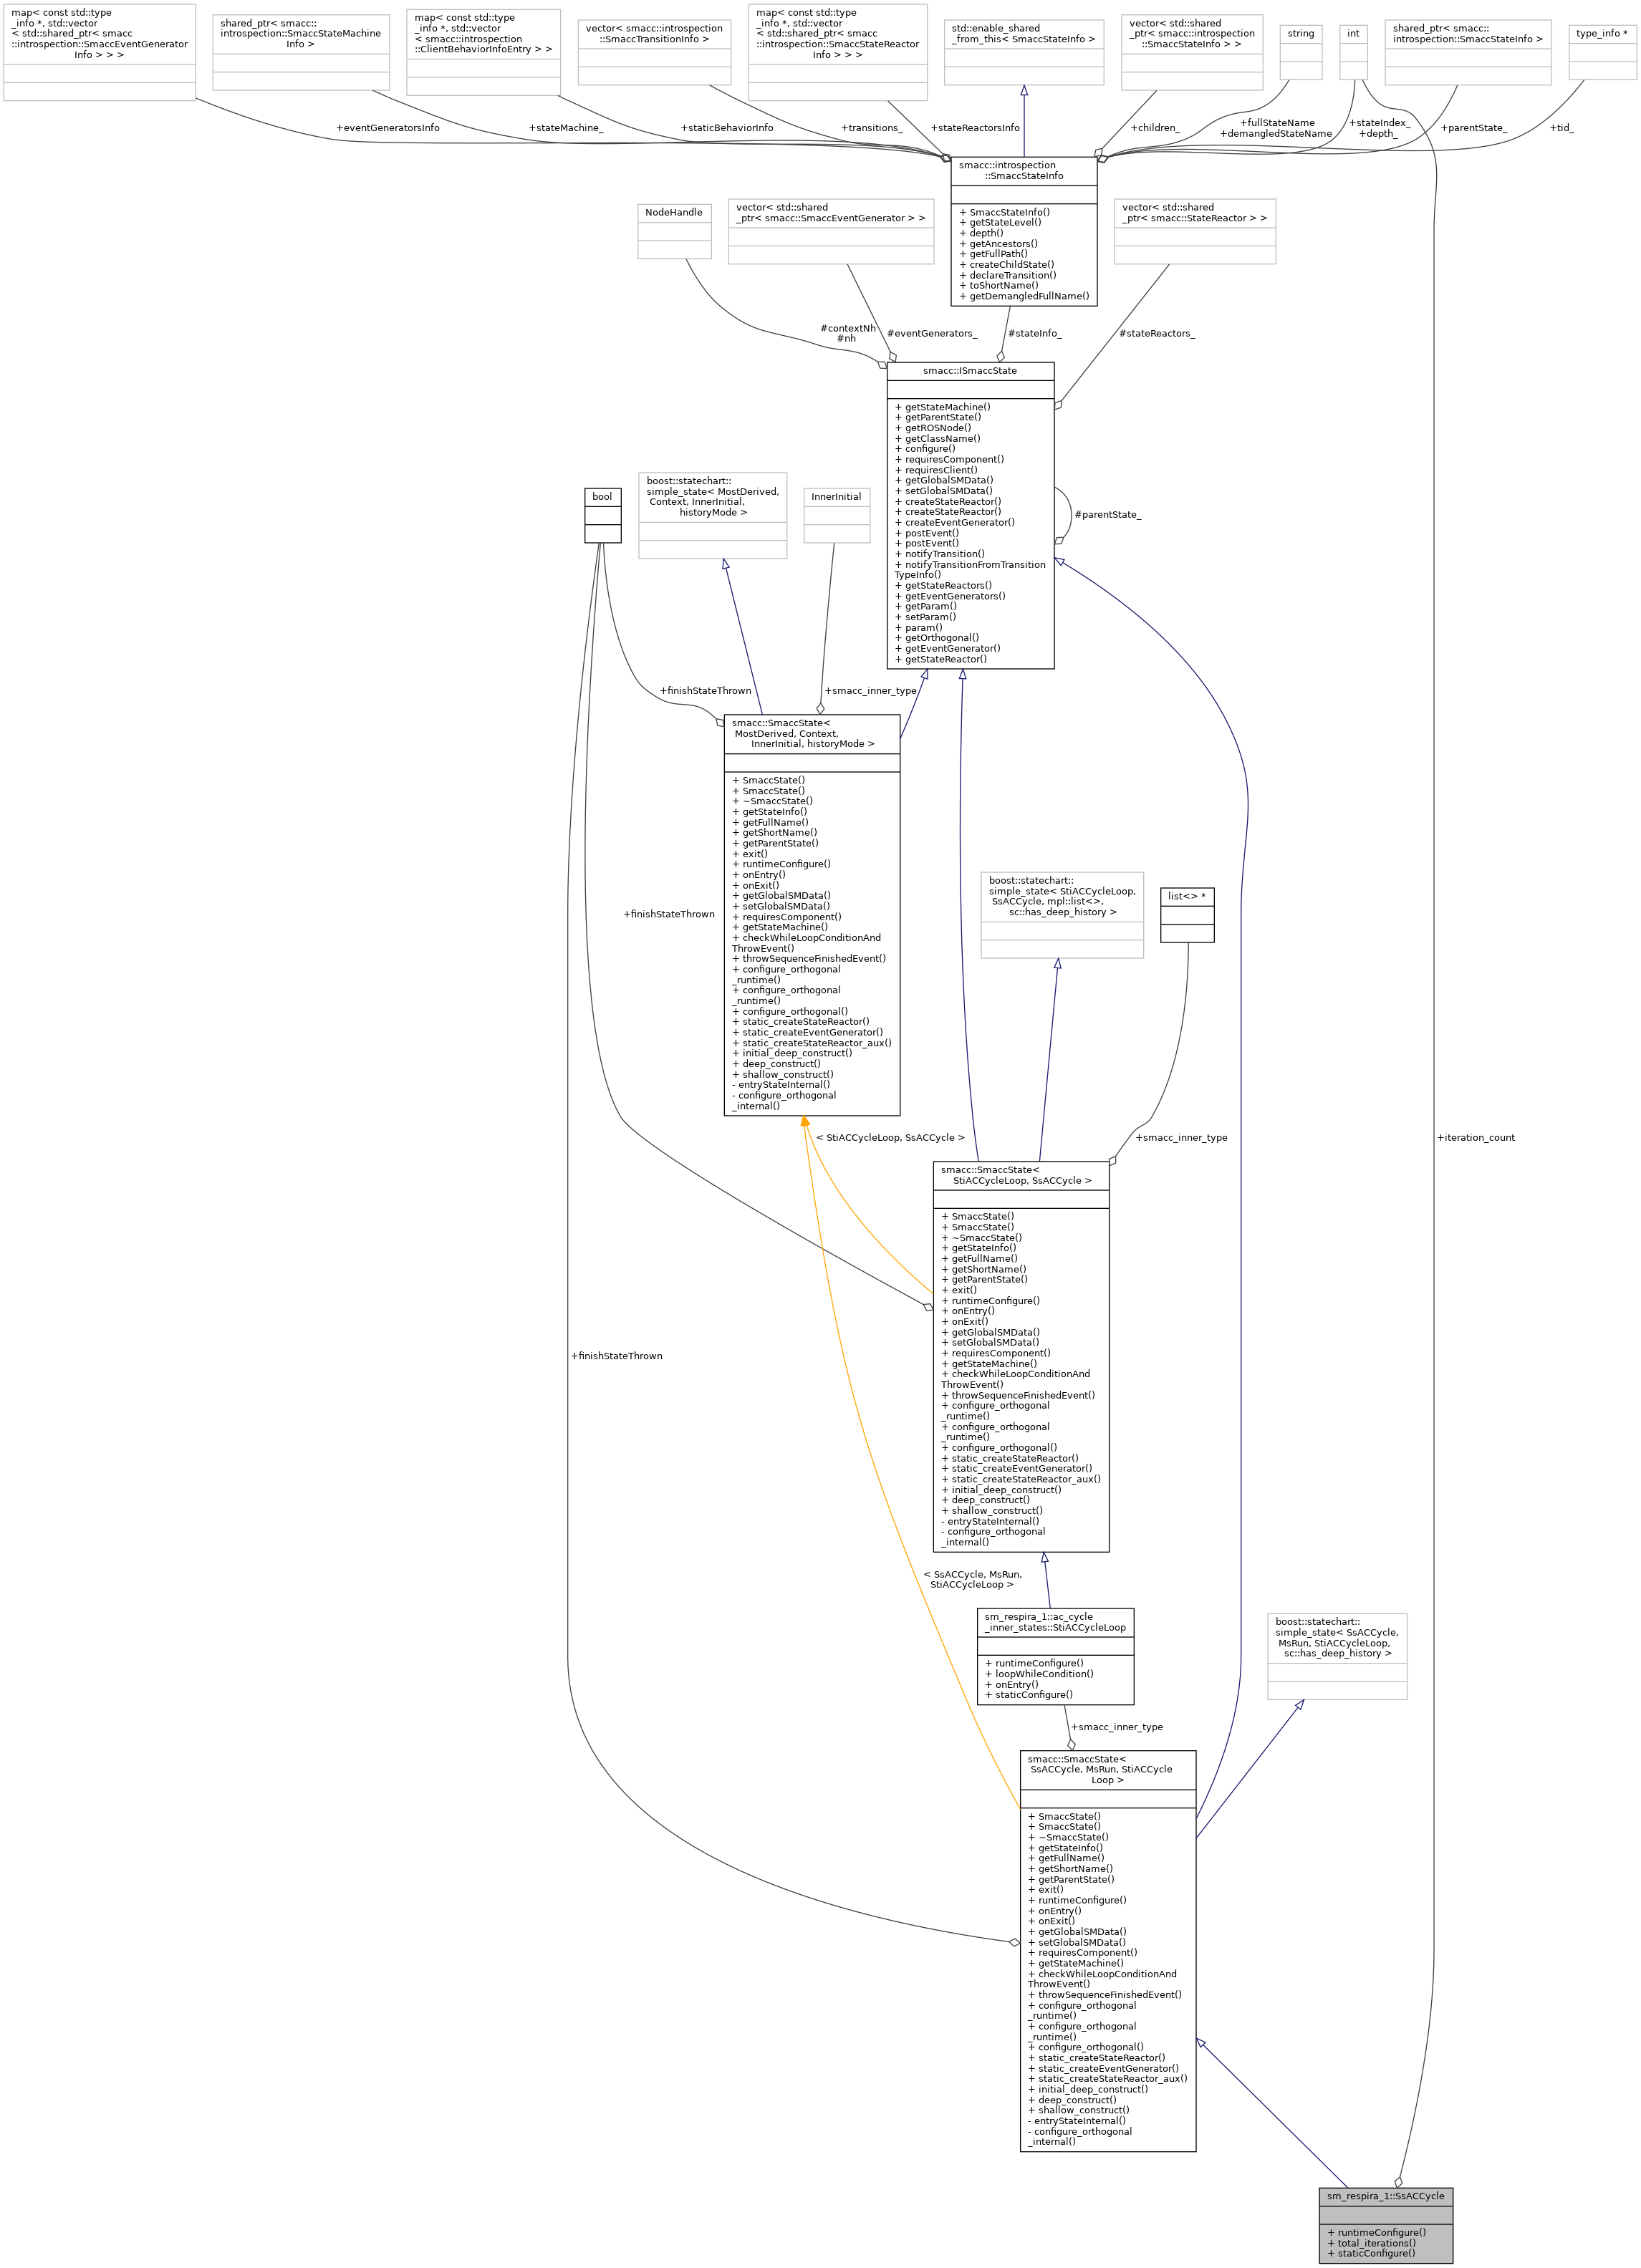 map< const std::type
_info *, std::vector
< std::shared_ptr< smacc
::introspection::SmaccEventGenerator
Info > > >
shared_ptr< smacc::
introspection::SmaccStateMachine
Info >
map< const std::type
_info *, std::vector
< smacc::introspection
::ClientBehaviorInfoEntry > >
vector< smacc::introspection
::SmaccTransitionInfo >
map< const std::type
_info *, std::vector
< std::shared_ptr< smacc
::introspection::SmaccStateReactor
Info > > >
std::enable_shared
_from_this< SmaccStateInfo >
vector< std::shared
_ptr< smacc::introspection
::SmaccStateInfo > >
string
int
shared_ptr< smacc::
introspection::SmaccStateInfo >
type_info *
+eventGeneratorsInfo
+stateMachine_
+staticBehaviorInfo
+transitions_
+stateReactorsInfo
+children_
+fullStateName
+demangledStateName
+stateIndex_
+depth_
+parentState_
+tid_
smacc::introspection
::SmaccStateInfo
+ SmaccStateInfo()
+ getStateLevel()
+ depth()
+ getAncestors()
+ getFullPath()
+ createChildState()
+ declareTransition()
+ toShortName()
+ getDemangledFullName()
NodeHandle
vector< std::shared
_ptr< smacc::SmaccEventGenerator > >
vector< std::shared
_ptr< smacc::StateReactor > >
#contextNh
#nh
#eventGenerators_
#stateInfo_
#stateReactors_
smacc::ISmaccState
+ getStateMachine()
+ getParentState()
+ getROSNode()
+ getClassName()
+ configure()
+ requiresComponent()
+ requiresClient()
+ getGlobalSMData()
+ setGlobalSMData()
+ createStateReactor()
+ createStateReactor()
+ createEventGenerator()
+ postEvent()
+ postEvent()
+ notifyTransition()
+ notifyTransitionFromTransition
TypeInfo()
+ getStateReactors()
+ getEventGenerators()
+ getParam()
+ setParam()
+ param()
+ getOrthogonal()
+ getEventGenerator()
+ getStateReactor()
#parentState_
bool
boost::statechart::
simple_state< MostDerived,
Context, InnerInitial,
historyMode >
InnerInitial
+finishStateThrown
+smacc_inner_type
smacc::SmaccState<
MostDerived, Context,
InnerInitial, historyMode >
+ SmaccState()
+ SmaccState()
+ ~SmaccState()
+ getStateInfo()
+ getFullName()
+ getShortName()
+ getParentState()
+ exit()
+ runtimeConfigure()
+ onEntry()
+ onExit()
+ getGlobalSMData()
+ setGlobalSMData()
+ requiresComponent()
+ getStateMachine()
+ checkWhileLoopConditionAnd
ThrowEvent()
+ throwSequenceFinishedEvent()
+ configure_orthogonal
_runtime()
+ configure_orthogonal
_runtime()
+ configure_orthogonal()
+ static_createStateReactor()
+ static_createEventGenerator()
+ static_createStateReactor_aux()
+ initial_deep_construct()
+ deep_construct()
+ shallow_construct()
- entryStateInternal()
- configure_orthogonal
_internal()
+finishStateThrown
boost::statechart::
simple_state< StiACCycleLoop,
SsACCycle, mpl::list<>,
sc::has_deep_history >
list<> *
< StiACCycleLoop, SsACCycle >
+smacc_inner_type
+iteration_count
smacc::SmaccState<
StiACCycleLoop, SsACCycle >
+ SmaccState()
+ SmaccState()
+ ~SmaccState()
+ getStateInfo()
+ getFullName()
+ getShortName()
+ getParentState()
+ exit()
+ runtimeConfigure()
+ onEntry()
+ onExit()
+ getGlobalSMData()
+ setGlobalSMData()
+ requiresComponent()
+ getStateMachine()
+ checkWhileLoopConditionAnd
ThrowEvent()
+ throwSequenceFinishedEvent()
+ configure_orthogonal
_runtime()
+ configure_orthogonal
_runtime()
+ configure_orthogonal()
+ static_createStateReactor()
+ static_createEventGenerator()
+ static_createStateReactor_aux()
+ initial_deep_construct()
+ deep_construct()
+ shallow_construct()
- entryStateInternal()
- configure_orthogonal
_internal()
+finishStateThrown
< SsACCycle, MsRun,
StiACCycleLoop >
sm_respira_1::ac_cycle
_inner_states::StiACCycleLoop
+ runtimeConfigure()
+ loopWhileCondition()
+ onEntry()
+ staticConfigure()
boost::statechart::
simple_state< SsACCycle,
MsRun, StiACCycleLoop,
sc::has_deep_history >
+smacc_inner_type
smacc::SmaccState<
SsACCycle, MsRun, StiACCycle
Loop >
+ SmaccState()
+ SmaccState()
+ ~SmaccState()
+ getStateInfo()
+ getFullName()
+ getShortName()
+ getParentState()
+ exit()
+ runtimeConfigure()
+ onEntry()
+ onExit()
+ getGlobalSMData()
+ setGlobalSMData()
+ requiresComponent()
+ getStateMachine()
+ checkWhileLoopConditionAnd
ThrowEvent()
+ throwSequenceFinishedEvent()
+ configure_orthogonal
_runtime()
+ configure_orthogonal
_runtime()
+ configure_orthogonal()
+ static_createStateReactor()
+ static_createEventGenerator()
+ static_createStateReactor_aux()
+ initial_deep_construct()
+ deep_construct()
+ shallow_construct()
- entryStateInternal()
- configure_orthogonal
_internal()
sm_respira_1::SsACCycle
+ runtimeConfigure()
+ total_iterations()
+ staticConfigure()